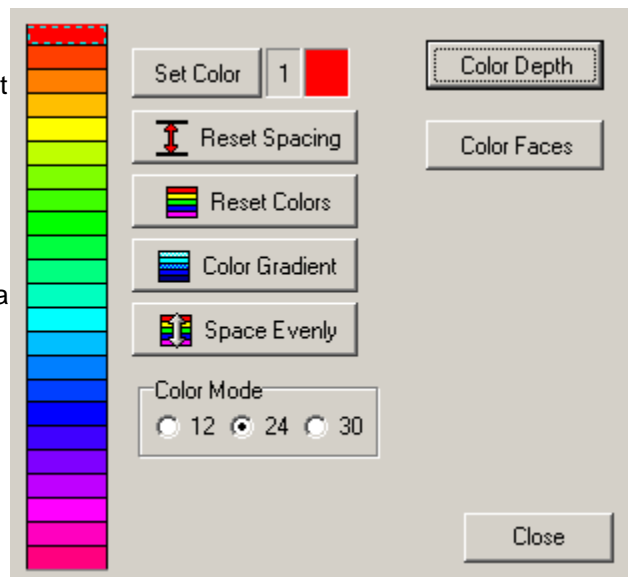 t
a
Set Color 1
Reset Spacing
Reset Colors
Color Gradient
Space Evenly
Color Mode
12 24 30
Color Depth
Color Faces
Close